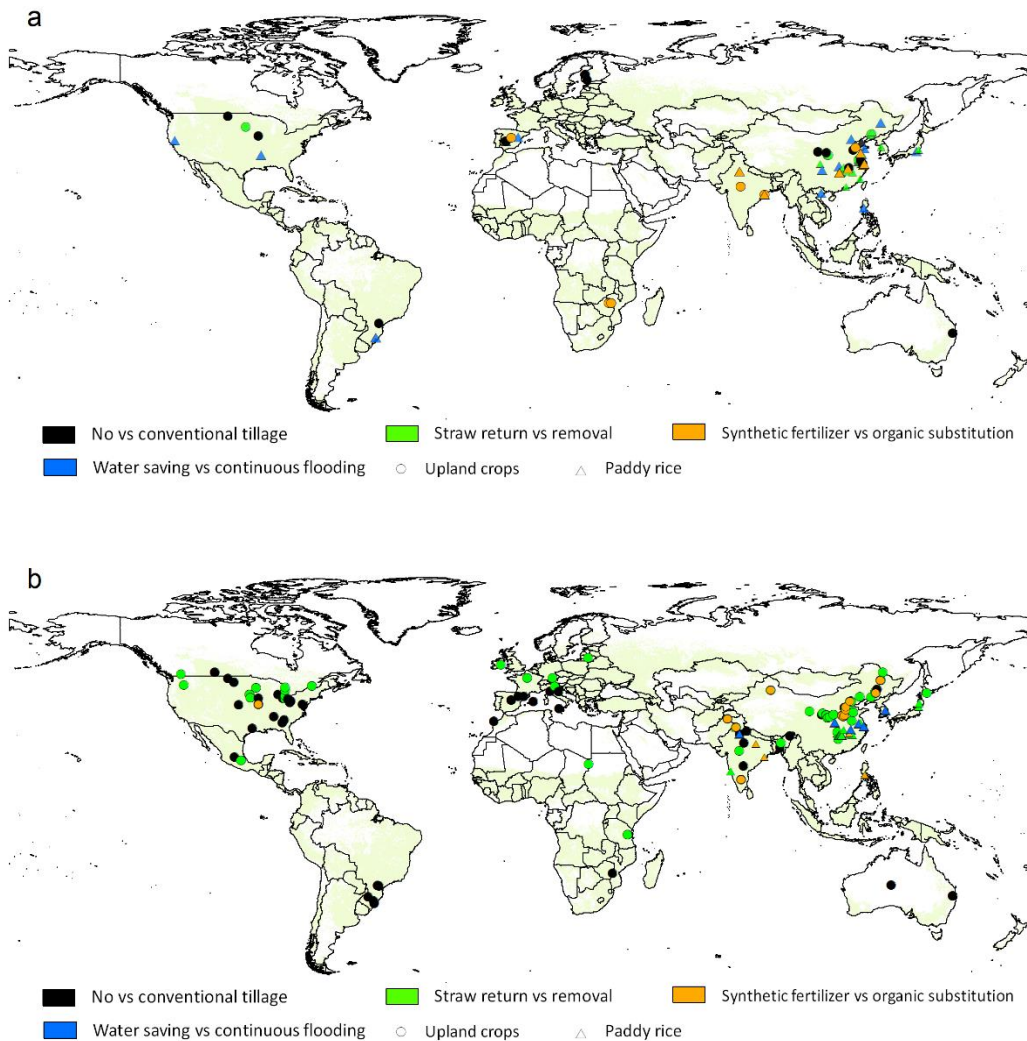 a
No vs conventional tillage Straw return vs removal Synthetic fertilizer vs organic substitution
Water saving vs continuous flooding Upland crops Paddy rice
b
No vs conventional tillage Straw return vs removal Synthetic fertilizer vs organic substitution
Water saving vs continuous flooding Upland crops Paddy rice